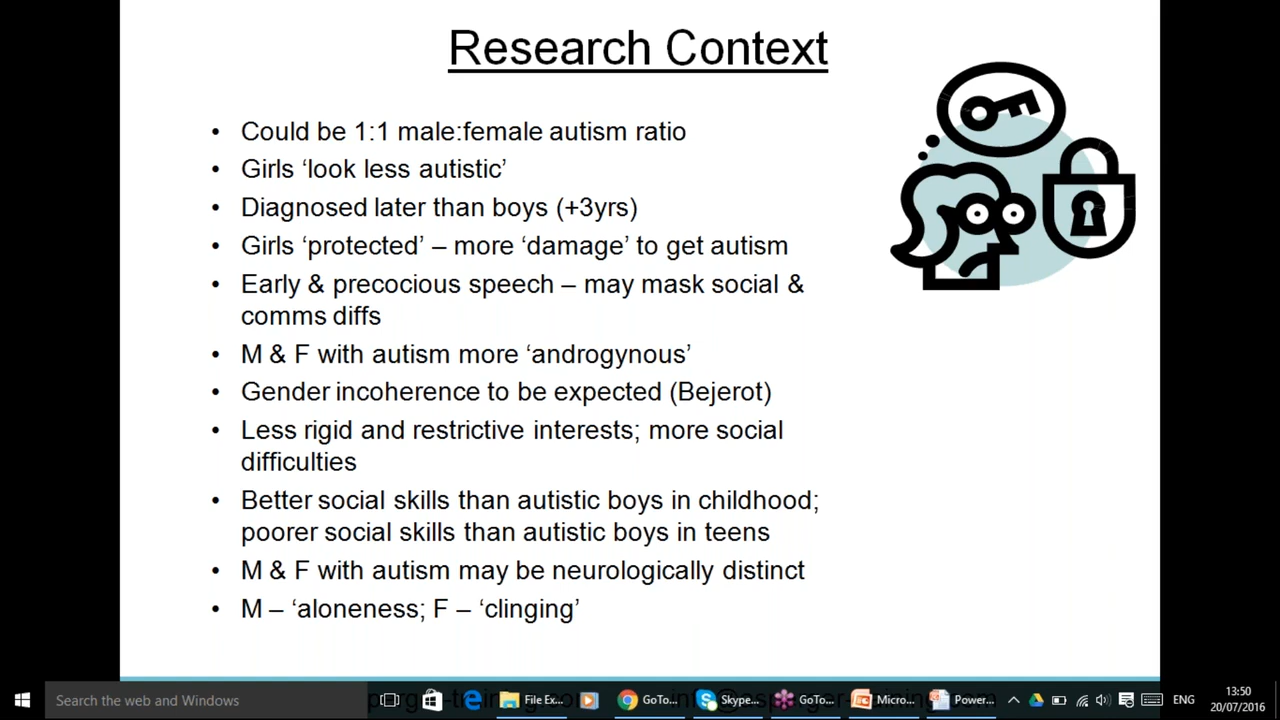 Research Context
• Could be 1:1 male:female autism ratio
• Girls ‘look less autistic’
• Diagnosed later than boys (+3yrs)
• Girls ‘protected’ – more ‘damage’ to get autism
• Early & precocious speech – may mask social &
comms diffs
• M & F with autism more ‘androgynous’
• Gender incoherence to be expected (Bejerot)
• Less rigid and restrictive interests; more social
difficulties
• Better social skills than autistic boys in childhood;
poorer social skills than autistic boys in teens
• M & F with autism may be neurologically distinct
• M – ‘aloneness; F – ‘clinging’
Search the web and Windows
File Ex...
GoTo...
Skype...
GoTo...
Micro...
Power...
ENG
13:50
20/07/2016